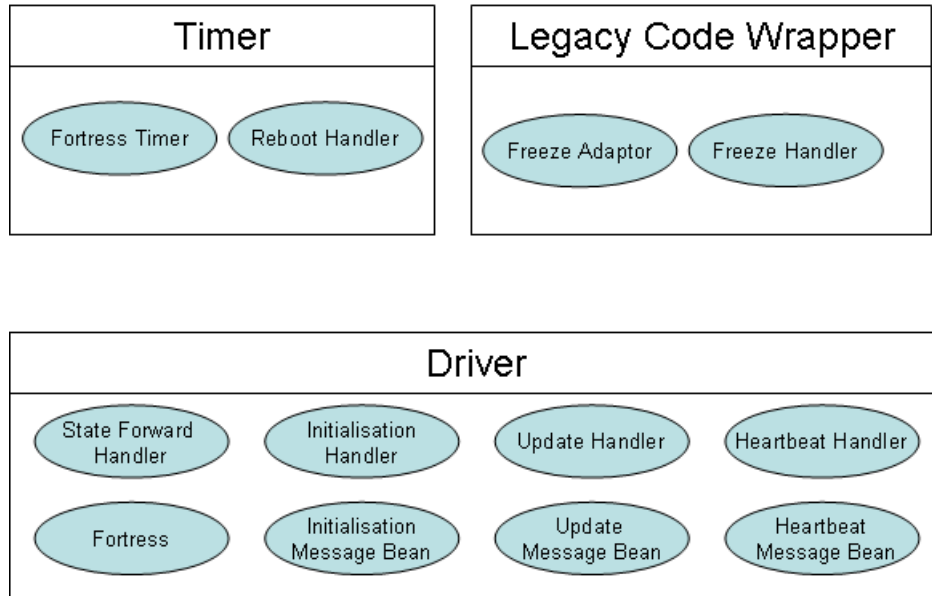 Timer
Legacy Code Wrapper
Fortress Timer
Reboot Handler
Freeze Adaptor
Freeze Handler
Driver
State Forward
Handler
Initialisation
Handler
Update Handler
Heartbeat Handler
Fortress
Initialisation
Message Bean
Update
Message Bean
Heartbeat
Message Bean